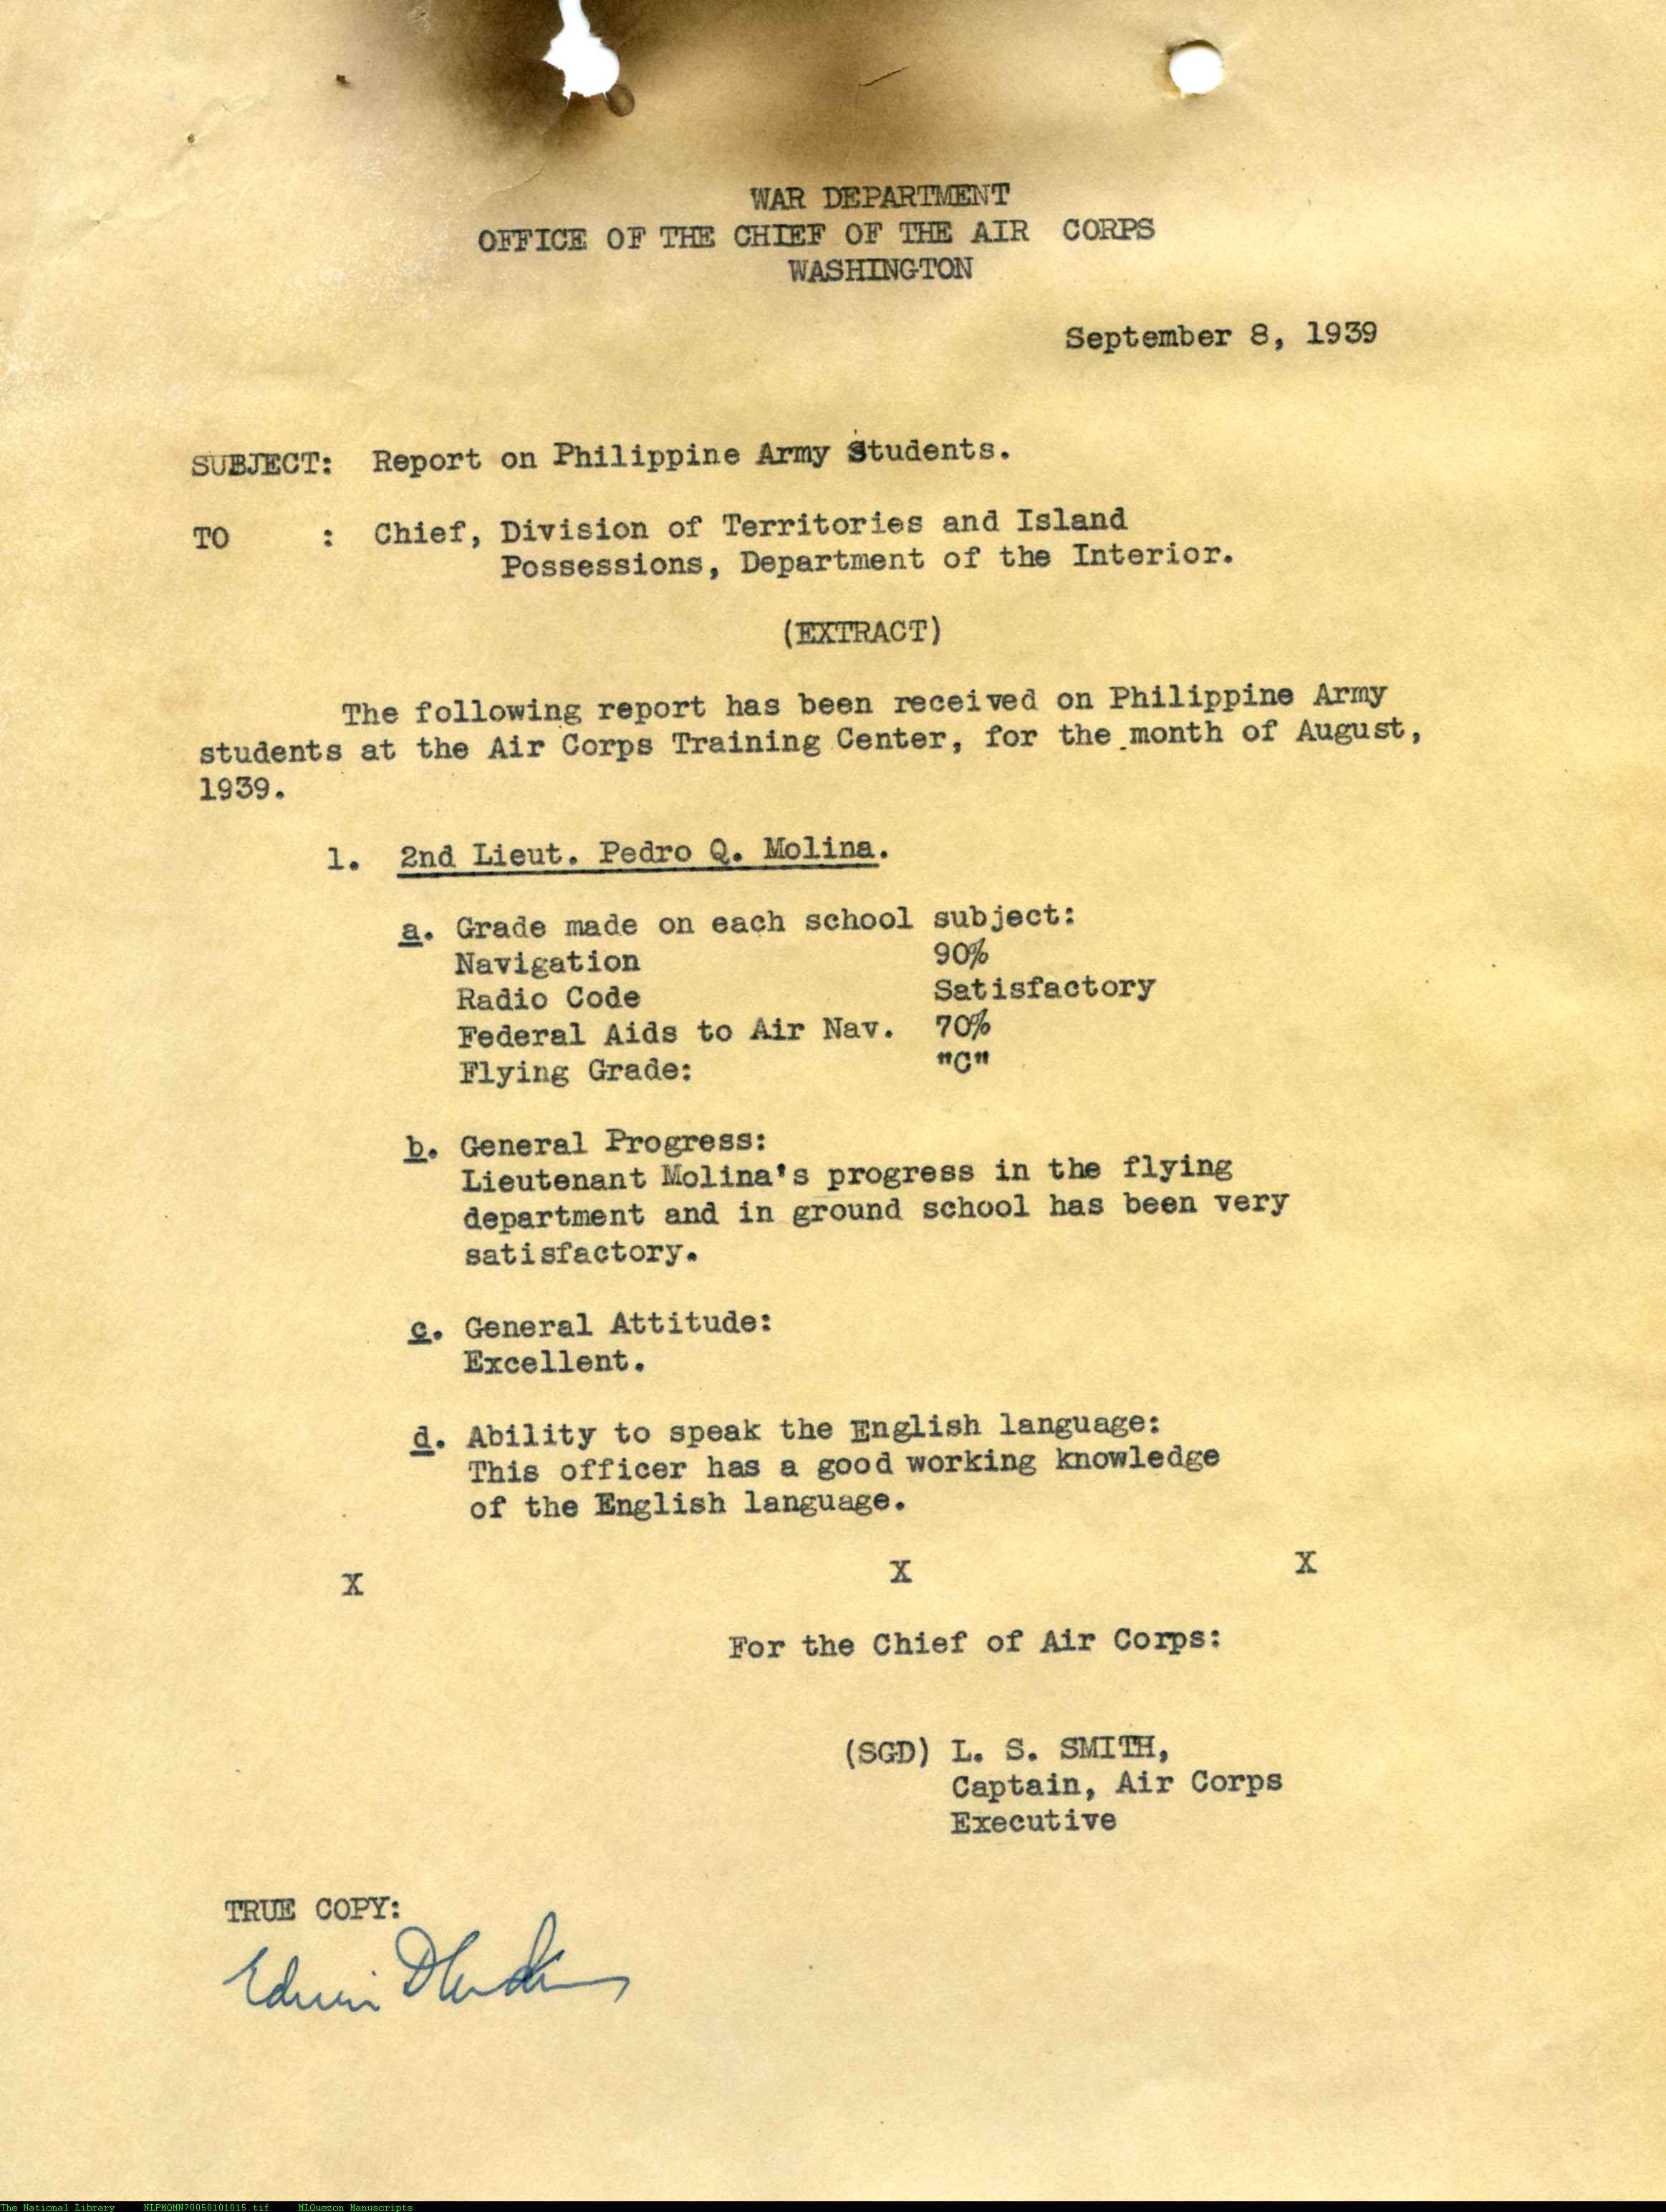 WAR DEPARTMENT
OFFICE OF THE CHIEF OF THE AIR CORPS
WASHINGTON
September 8, 1939
SUBJECT: Report on Philippine Army Students.
TO : Chief, Division of Territories and Island
Possessions, Department of the Interior.
(EXTRACT)
The following report has been received on Philippine Army
students at the Air Corps Training Center, for the month of August,
1939.
1. 2nd Lieut. Pedro Q. Molina.
a. Grade made on each school subject:
Navigation 90%
Radio Code Satisfactory
Federal Aids to Air Nav. 70%
Flying Grade: "C"
b. General Progress:
Lieutenant Molina's progress in the flying
department and in ground school has been very
satisfactory.
c. General Attitude:
Excellent.
d. Ability to speak the English language:
This officer has a good working knowledge
of the English language.
X X X
For the Chief of Air Corps:
(SGD) L. S. SMITH,
Captain, Air Corps
Executive
TRUE COPY:
Edwin
The National Library NLPMQMN70050101015.tif MLQuezon Manuscripts